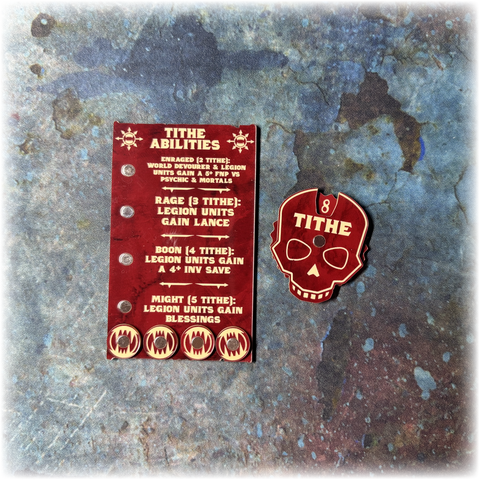 TITHE
ABILITIES
ENRAGED (2 TITHE):
WORLD DEVOURER & LEGION
UNITS GAIN A 5+ FNP VS
PSYCHIC & MORTALS
RAGE (3 TITHE):
LEGION UNITS
GAIN LANCE
BOON (4 TITHE):
LEGION UNITS GAIN
A 4+ INV SAVE
MIGHT (5 TITHE):
LEGION UNITS GAIN
BLESSINGS
8
TITHE